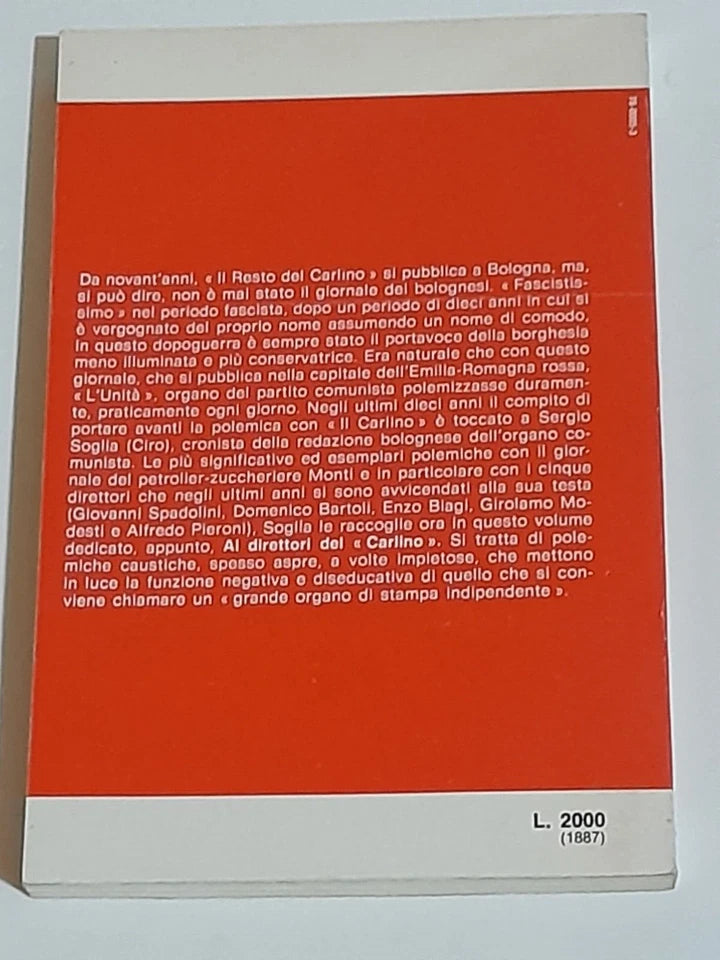 Da novant'anni, « Il Resto del Carlino » si pubblica a Bologna, ma,
si può dire, non è mai stato il giornale dei bolognesi. « Fascistis-
simo » nel periodo fascista, dopo un periodo di dieci anni in cui si
è vergognato del proprio nome assumendo un nome di comodo,
in questo dopoguerra è sempre stato il portavoce della borghesia
meno illuminata e più conservatrice. Era naturale che con questo
giornale, che si pubblica nella capitale dell'Emilia-Romagna rossa,
« L'Unità », organo del partito comunista polemizzasse duramen-
te, praticamente ogni giorno. Negli ultimi dieci anni il compito di
portare avanti la polemica con « Il Carlino » è toccato a Sergio
Soglia (Ciro), cronista della redazione bolognese dell'organo co-
munista. Le più significative ed esemplari polemiche con il gior-
nale del petrolier-zuccheriere Monti e in particolare con i cinque
direttori che negli ultimi anni si sono avvicendati alla sua testa
(Giovanni Spadolini, Domenico Bartoli, Enzo Biagi, Girolamo Mo-
desti e Alfredo Pieroni), Soglia le raccoglie ora in questo volume
dedicato, appunto, Ai direttori del « Carlino ». Si tratta di pole-
miche caustiche, spesso aspre, a volte impietose, che mettono
in luce la funzione negativa e diseducativa di quello che si con-
viene chiamare un « grande organo di stampa indipendente ».
L. 2000
(1887)